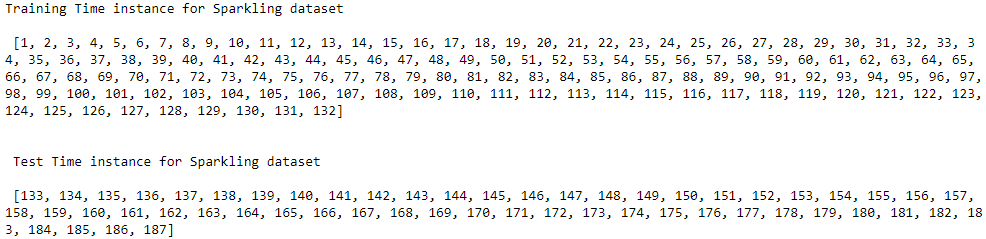 Training Time instance for Sparkling dataset
[1, 2, 3, 4, 5, 6, 7, 8, 9, 10, 11, 12, 13, 14, 15, 16, 17, 18, 19, 20, 21, 22, 23, 24, 25, 26, 27, 28, 29, 30, 31, 32, 33, 3
4, 35, 36, 37, 38, 39, 40, 41, 42, 43, 44, 45, 46, 47, 48, 49, 50, 51, 52, 53, 54, 55, 56, 57, 58, 59, 60, 61, 62, 63, 64, 65,
66, 67, 68, 69, 70, 71, 72, 73, 74, 75, 76, 77, 78, 79, 80, 81, 82, 83, 84, 85, 86, 87, 88, 89, 90, 91, 92, 93, 94, 95, 96, 97,
98, 99, 100, 101, 102, 103, 104, 105, 106, 107, 108, 109, 110, 111, 112, 113, 114, 115, 116, 117, 118, 119, 120, 121, 122, 123,
124, 125, 126, 127, 128, 129, 130, 131, 132]
Test Time instance for Sparkling dataset
[133, 134, 135, 136, 137, 138, 139, 140, 141, 142, 143, 144, 145, 146, 147, 148, 149, 150, 151, 152, 153, 154, 155, 156, 157,
158, 159, 160, 161, 162, 163, 164, 165, 166, 167, 168, 169, 170, 171, 172, 173, 174, 175, 176, 177, 178, 179, 180, 181, 182, 18
3, 184, 185, 186, 187]